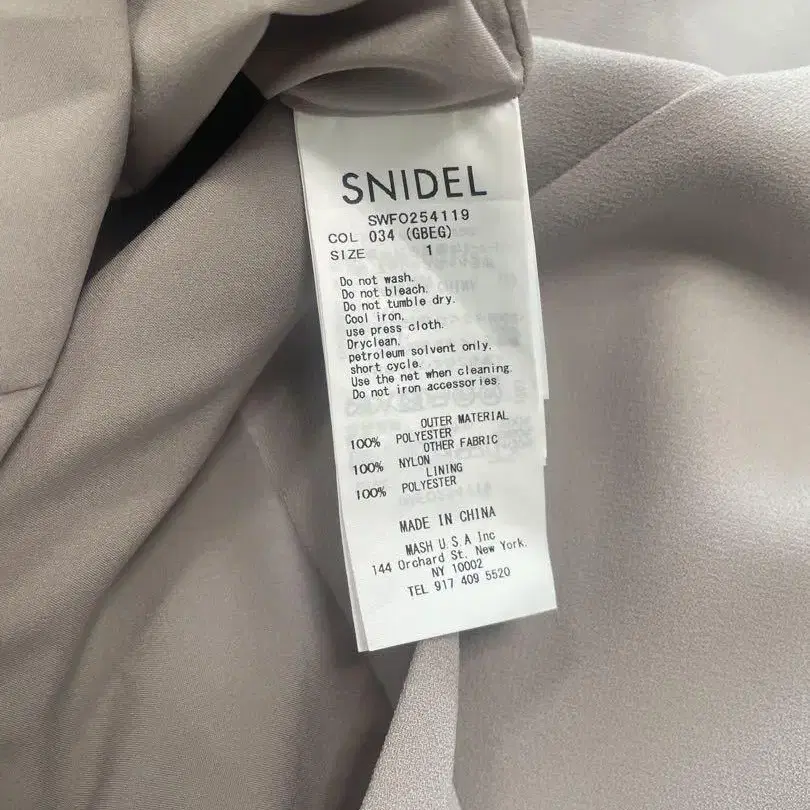 SNIDEL
SWFO254119
COL 034 (GBEG)
SIZE 1
Do not wash.
Do not bleach.
Do not tumble dry.
Cool iron.
use press cloth.
Dryclean.
petroleum solvent only.
short cycle.
Use the net when cleaning.
Do not iron accessories.
OUTER MATERIAL
100% POLYESTER
OTHER FABRIC
100% NYLON
LINING
100% POLYESTER
MADE IN CHINA
MASH U.S.A Inc
144 Orchard St. New York.
NY 10002
TEL 917 409 5520